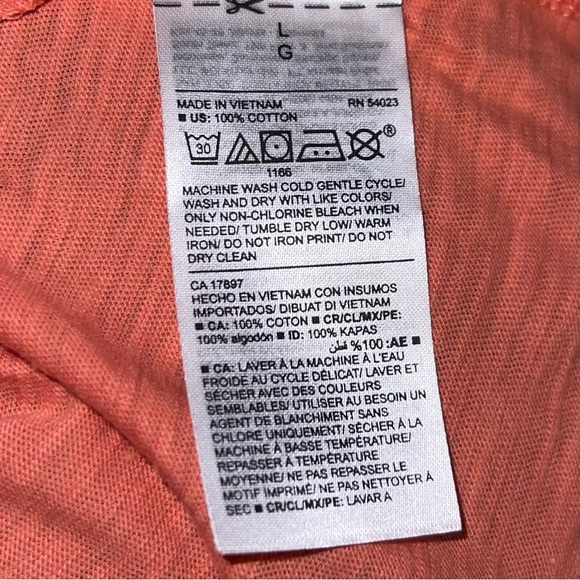 L
G
MADE IN VIETNAM RN 54023
■ US: 100% COTTON
30 ®
1166
MACHINE WASH COLD GENTLE CYCLE/
WASH AND DRY WITH LIKE COLORS/
ONLY NON-CHLORINE BLEACH WHEN
NEEDED/ TUMBLE DRY LOW/ WARM
IRON/ DO NOT IRON PRINT/ DO NOT
DRY CLEAN
CA 17897
HECHO EN VIETNAM CON INSUMOS
IMPORTADOS/ DIBUAT DI VIETNAM
■ CA: 100% COTON ■ CR/CL/MX/PE:
100% algodón ■ ID: 100% KAPAS
■ AE: 100% قطن
■ CA: LAVER À LA MACHINE À L'EAU
FROIDE AU CYCLE DÉLICAT/ LAVER ET
SÉCHER AVEC DES COULEURS
SEMBLABLES/ UTILISER AU BESOIN UN
AGENT DE BLANCHIMENT SANS
CHLORE UNIQUEMENT/ SÉCHER À LA
MACHINE À BASSE TEMPÉRATURE/
REPASSER À TEMPÉRATURE
MOYENNE/ NE PAS REPASSER LE
MOTIF IMPRIMÉ/ NE PAS NETTOYER À
SEC ■ CR/CL/MX/PE: LAVAR A